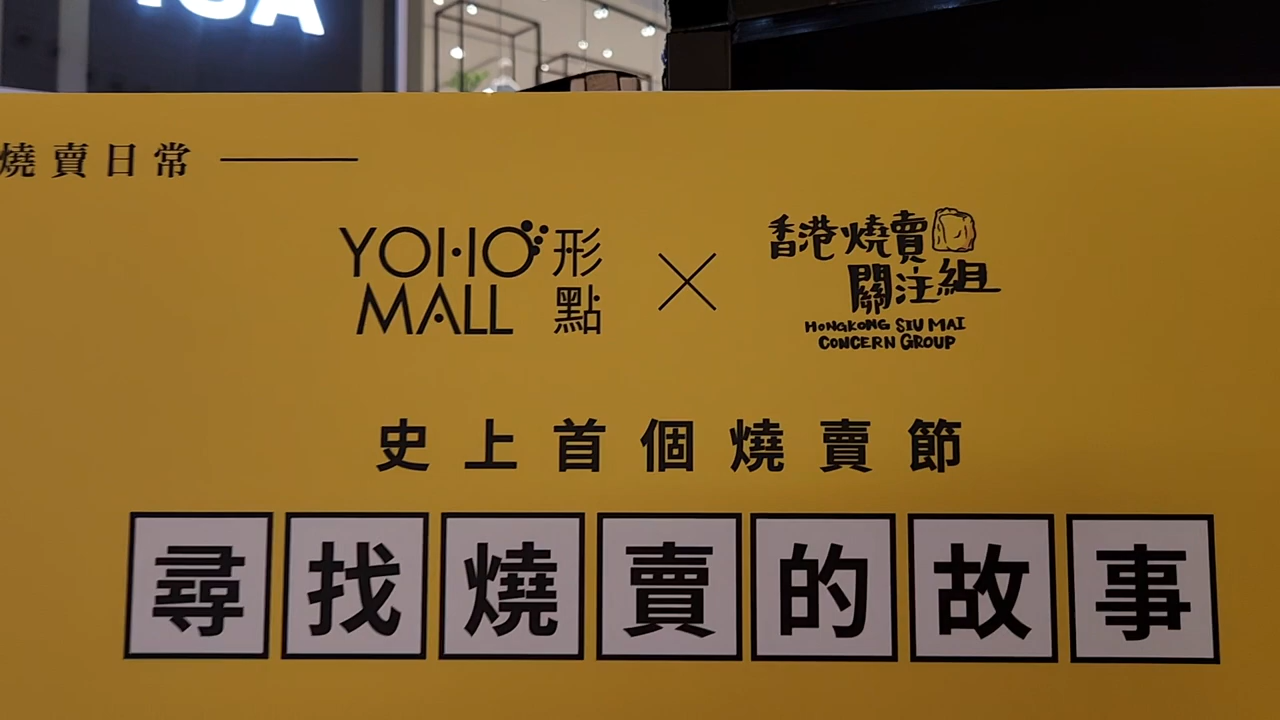 燒賣日常
YOHO 形
MALL 點
×
香港燒賣
關注組
HONGKONG SIU MAI
CONCERN GROUP
史上首個燒賣節
尋找燒賣的故事